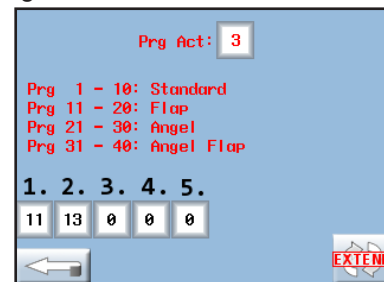 Prg Act: 3
Prg 1 - 10: Standard
Prg 11 - 20: Flap
Prg 21 - 30: Angel
Prg 31 - 40: Angel Flap
1. 2. 3. 4. 5.
11 13 0 0 0
EXTEN